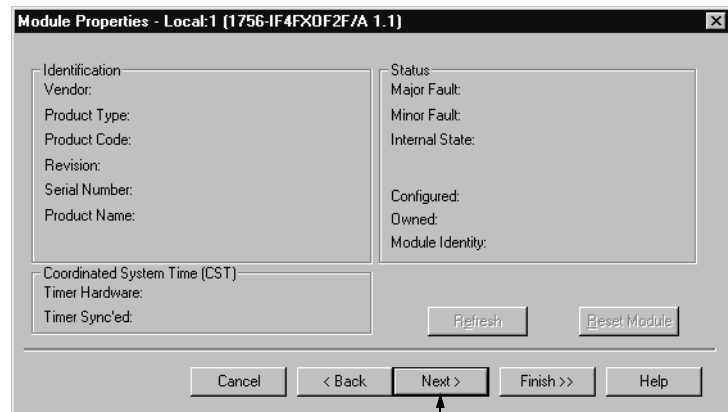 Module Properties - Local:1 (1756-IF4FXOF2F/A 1.1)
Identification
Vendor:
Product Type:
Product Code:
Revision:
Serial Number:
Product Name:
Status
Major Fault:
Minor Fault:
Internal State:
Configured:
Owned:
Module Identity:
Coordinated System Time (CST)
Timer Hardware:
Timer Sync'ed:
Refresh
Reset Module
Cancel
< Back
Next >
Finish >>
Help